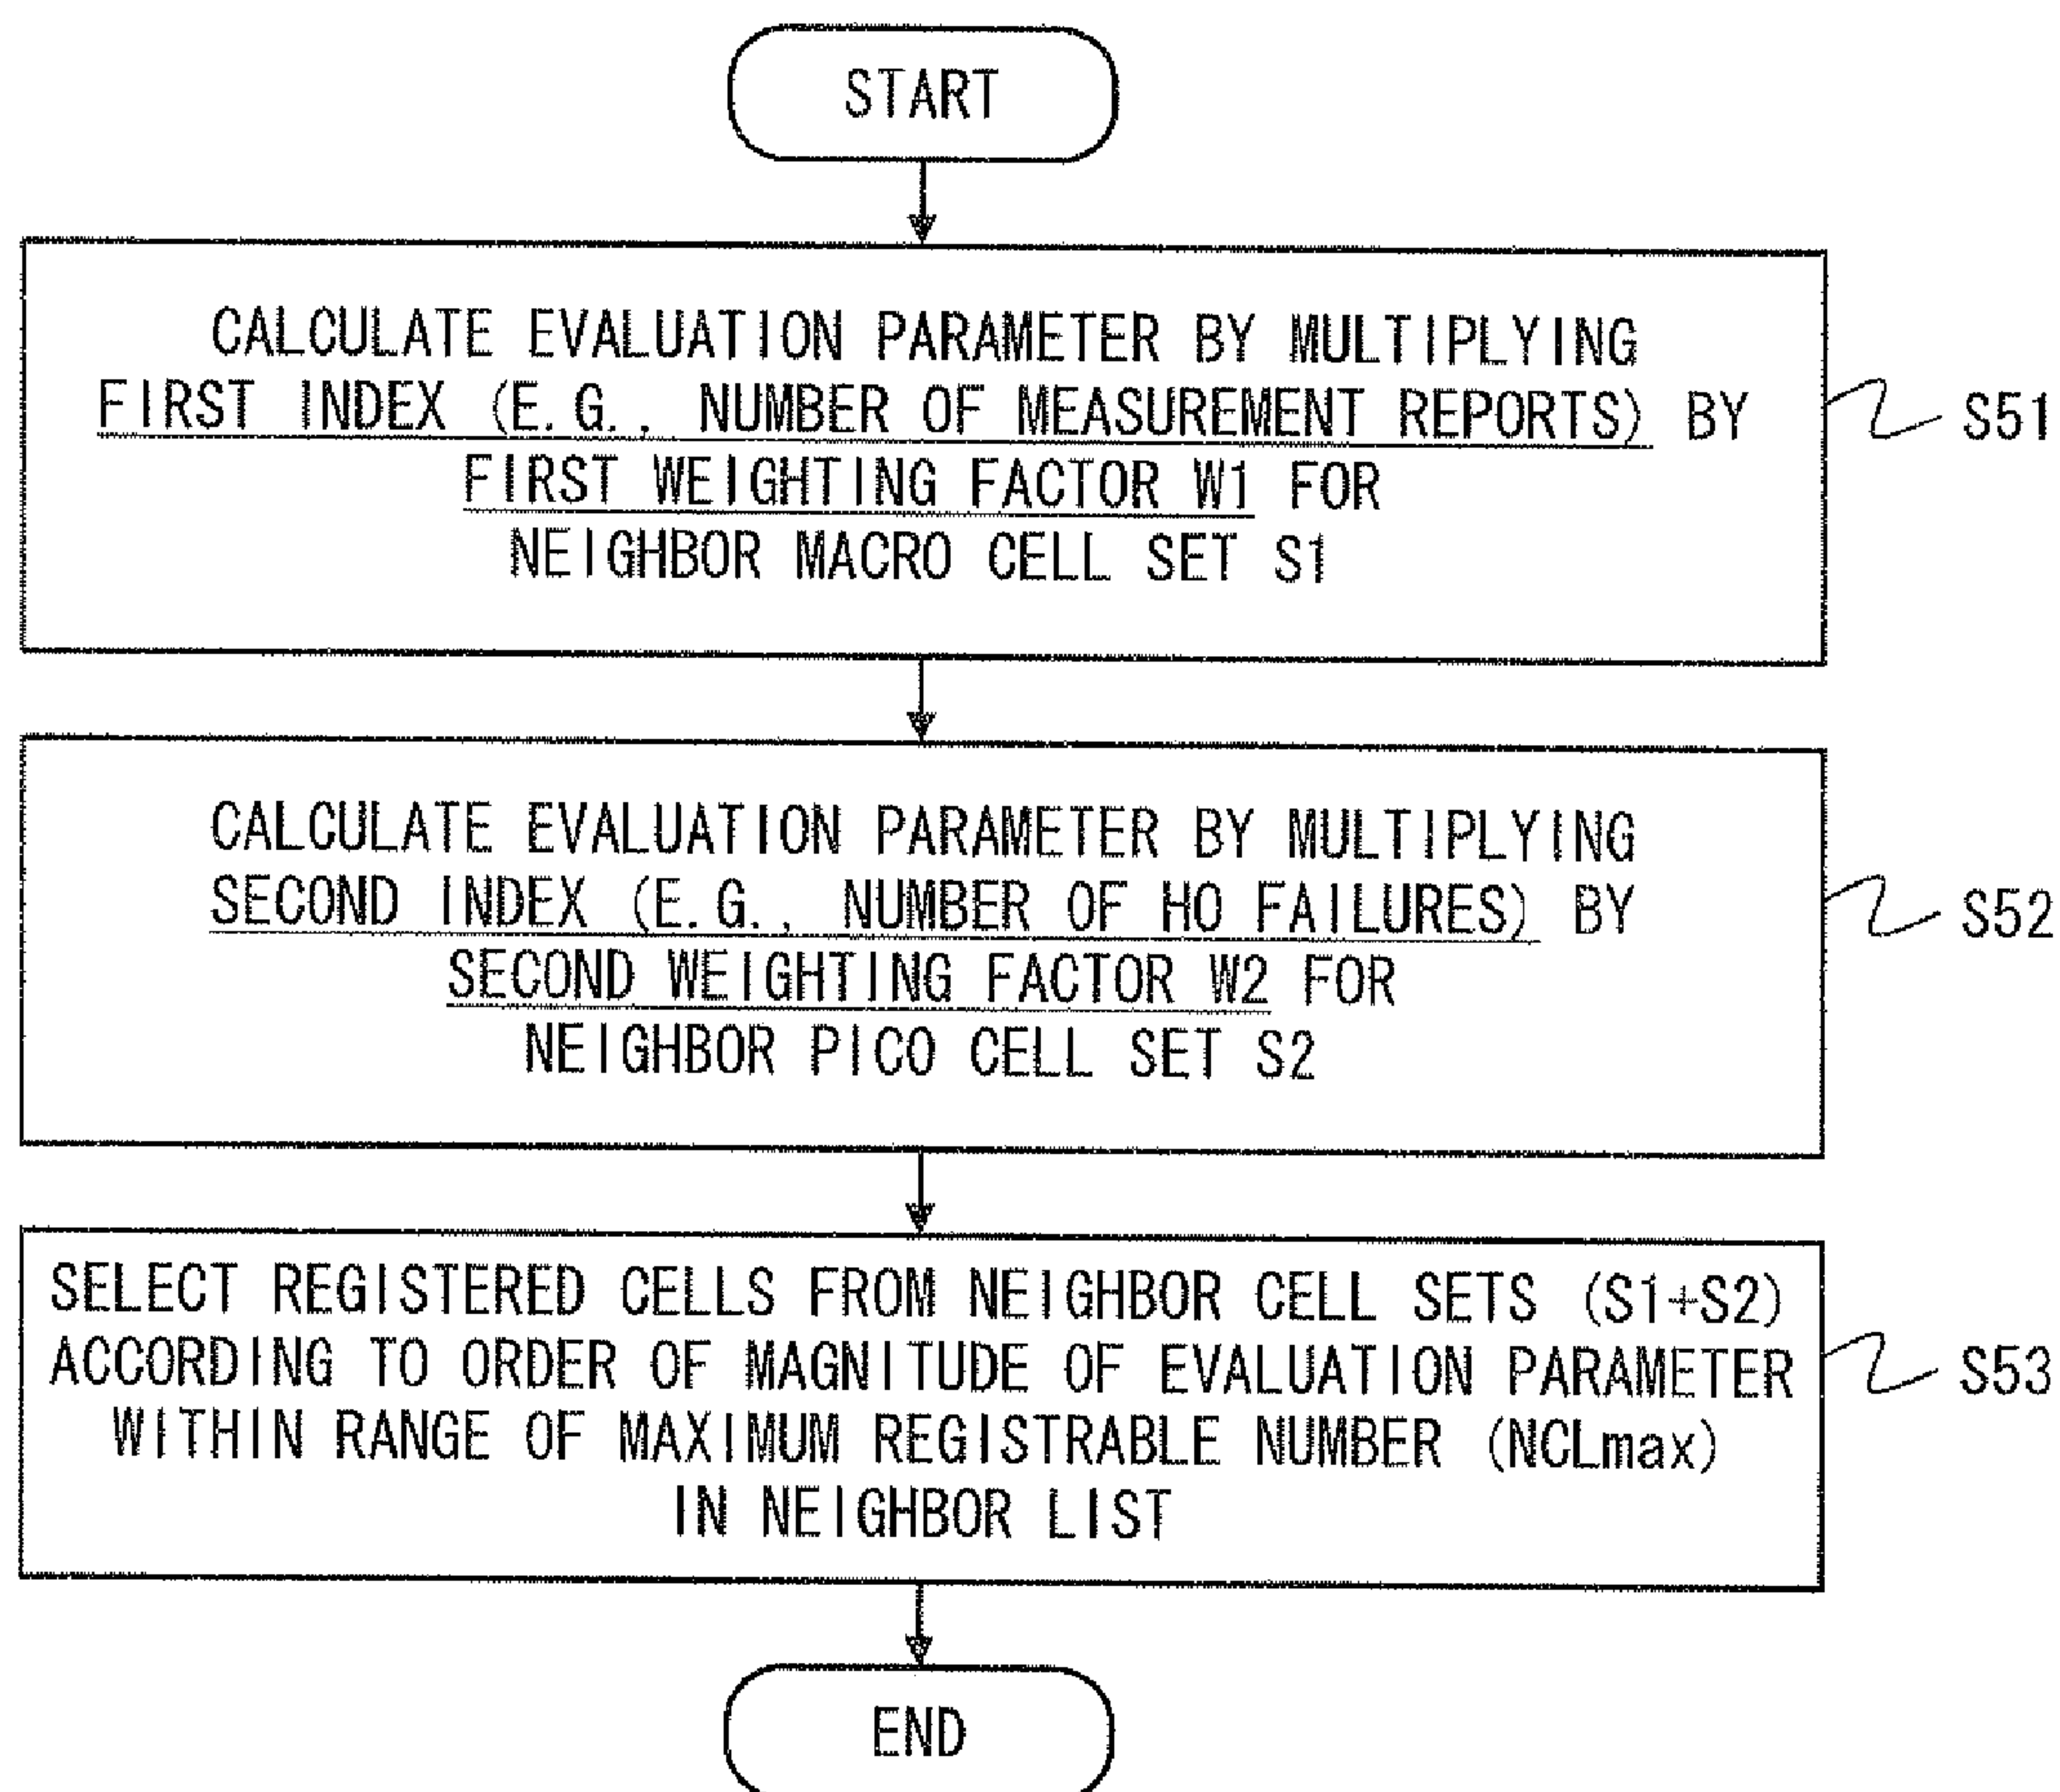 START
CALCULATE EVALUATION PARAMETER BY MULTIPLYING
FIRST INDEX (E.G., NUMBER OF MEASUREMENT REPORTS) BY
FIRST WEIGHTING FACTOR W1 FOR
NEIGHBOR MACRO CELL SET S1
S51
CALCULATE EVALUATION PARAMETER BY MULTIPLYING
SECOND INDEX (E.G., NUMBER OF HO FAILURES) BY
SECOND WEIGHTING FACTOR W2 FOR
NEIGHBOR PICO CELL SET S2
S52
SELECT REGISTERED CELLS FROM NEIGHBOR CELL SETS (S1+S2)
ACCORDING TO ORDER OF MAGNITUDE OF EVALUATION PARAMETER
WITHIN RANGE OF MAXIMUM REGISTRABLE NUMBER (NCLmax)
IN NEIGHBOR LIST
S53
END